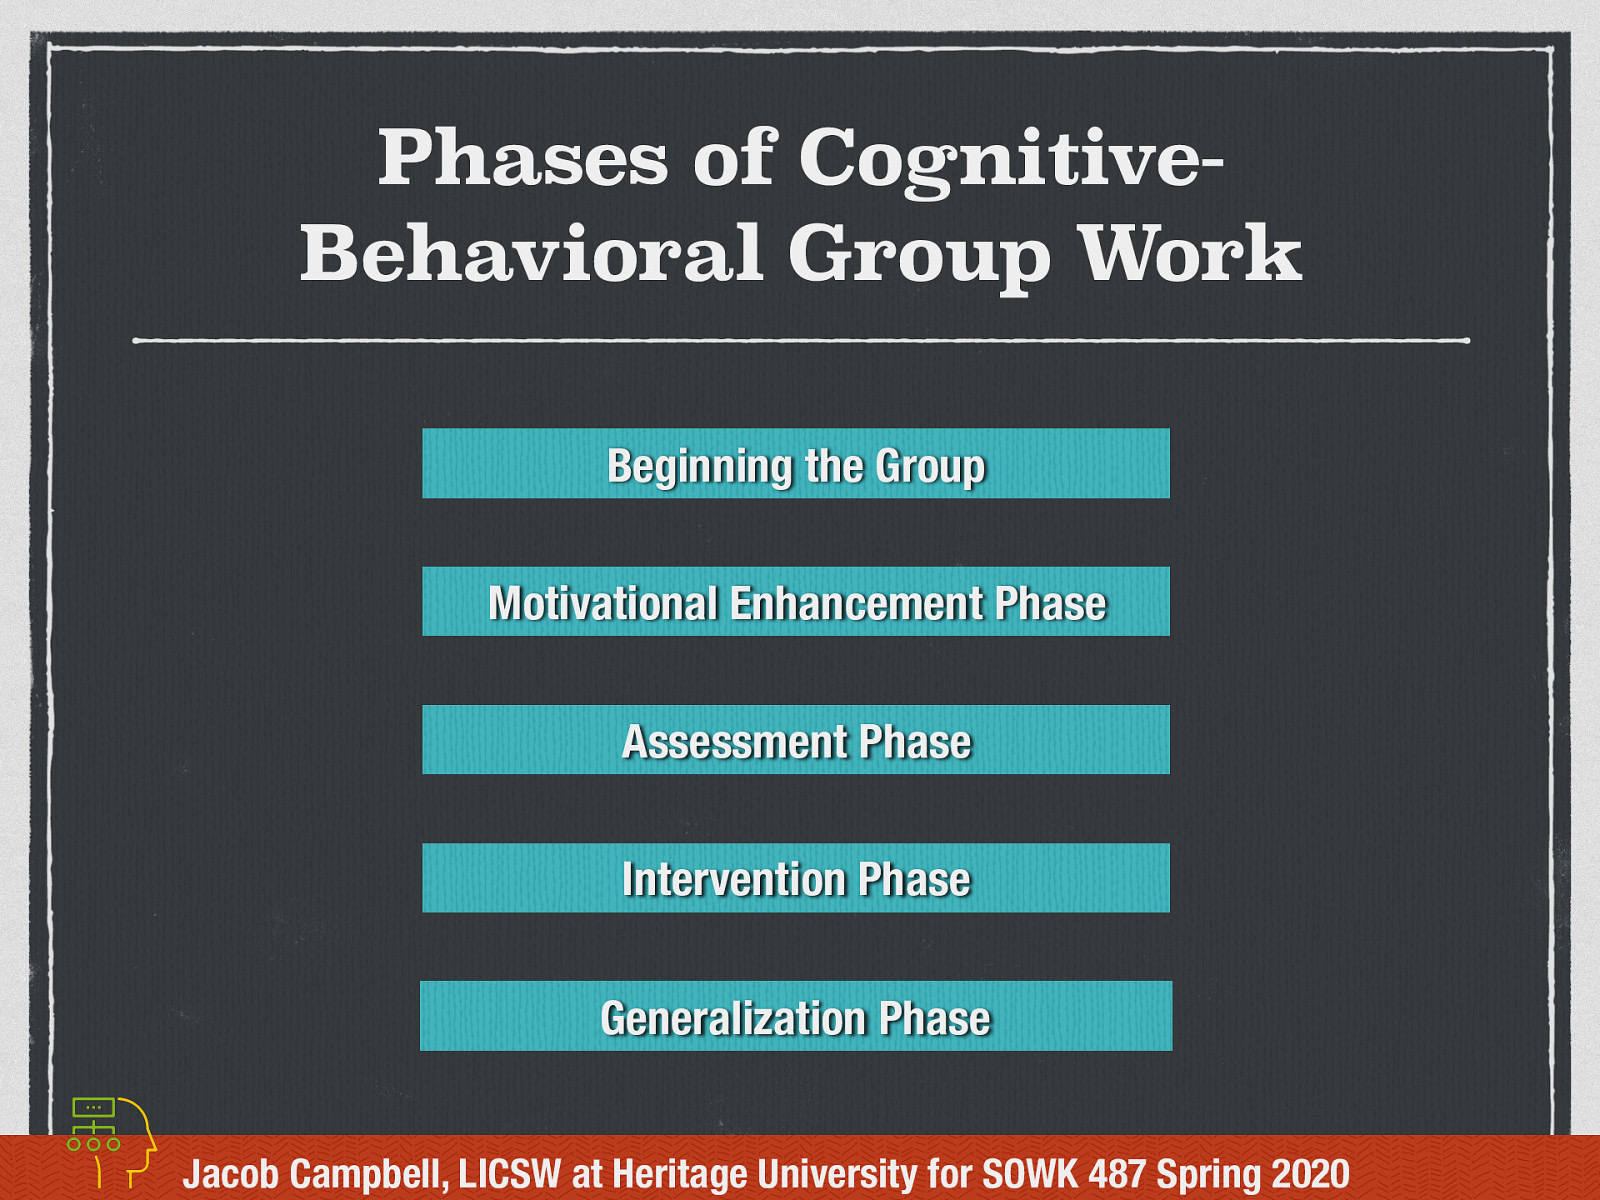 Phases of Cognitive-
Behavioral Group Work
Beginning the Group
Motivational Enhancement Phase
Assessment Phase
Intervention Phase
Generalization Phase
Jacob Campbell, LICSW at Heritage University for SOWK 487 Spring 2020